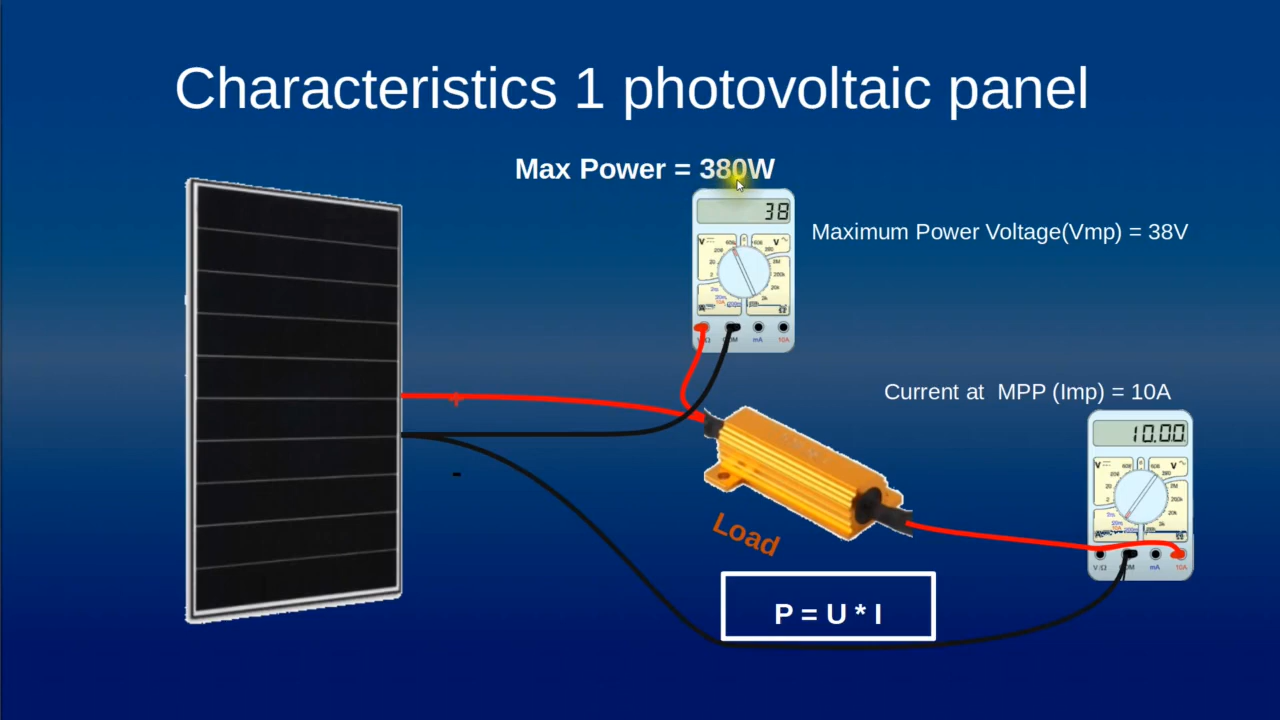 Characteristics 1 photovoltaic panel
Max Power = 380W
38
Maximum Power Voltage(Vmp) = 38V
Current at MPP (Imp) = 10A
10.00
+
-
Load
P = U * I